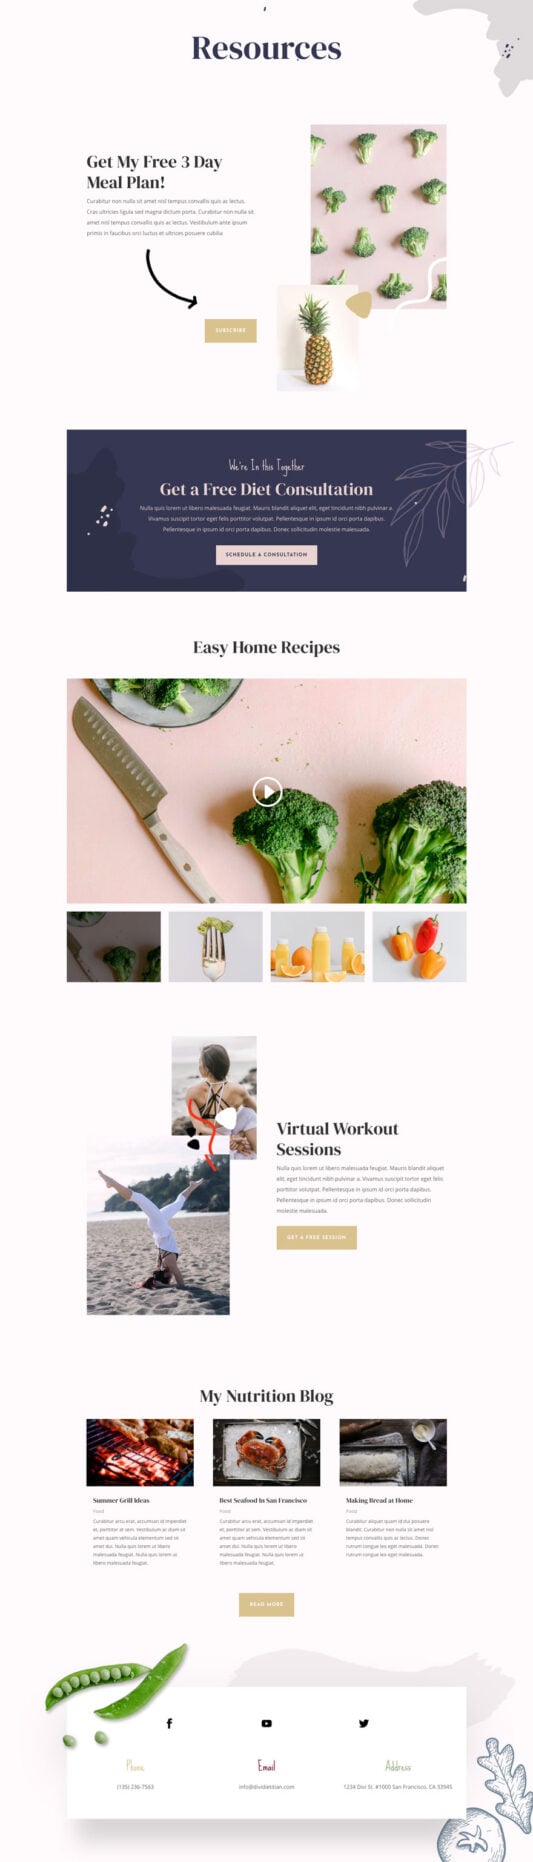 Resources
Get My Free 3 Day
Meal Plan!
Curabitur non nulla sit amet nisl tempus convallis quis ac lectus.
Cras ultricies ligula sed magna dictum porta. Curabitur non nulla sit
amet nisl tempus convallis quis ac lectus. Vestibulum ante ipsum
primis in faucibus orci luctus et ultrices posuere cubilia
SUBSCRIBE
We're In this Together
Get a Free Diet Consultation
Nulla quis lorem ut libero malesuada feugiat. Mauris blandit aliquet elit, eget tincidunt nibh pulvinar a.
Vivamus suscipit tortor eget felis porttitor volutpat. Pellentesque in ipsum id orci porta dapibus.
Pellentesque in ipsum id orci porta dapibus. Donec sollicitudin molestie malesuada.
SCHEDULE A CONSULTATION
Easy Home Recipes
Virtual Workout
Sessions
Nulla quis lorem ut libero malesuada feugiat. Mauris blandit aliquet
elit, eget tincidunt nibh pulvinar a. Vivamus suscipit tortor eget felis
porttitor volutpat. Pellentesque in ipsum id orci porta dapibus.
Pellentesque in ipsum id orci porta dapibus. Donec sollicitudin
molestie malesuada.
GET A FREE SESSION
My Nutrition Blog
Summer Grill Ideas
Food
Curabitur arcu erat, accumsan id imperdiet
et, porttitor at sem. Vestibulum ac diam sit
amet quam vehicula elementum sed sit
amet dui. Nulla quis lorem ut libero
malesuada feugiat. Nulla quis lorem ut
libero malesuada feugiat.
Best Seafood In San Francisco
Food
Curabitur arcu erat, accumsan id imperdiet
et, porttitor at sem. Vestibulum ac diam sit
amet quam vehicula elementum sed sit
amet dui. Nulla quis lorem ut libero
malesuada feugiat. Nulla quis lorem ut
libero malesuada feugiat.
Making Bread at Home
Food
Curabitur aliquet quam id dui posuere
blandit. Curabitur non nulla sit amet nisl
tempus convallis quis ac lectus. Donec
rutrum congue leo eget malesuada. Donec
rutrum congue leo eget malesuada.
READ MORE
Phone
(135) 236-7563
Email
info@dividietitian.com
Address
1234 Divi St. #1000 San Francisco, CA 33945